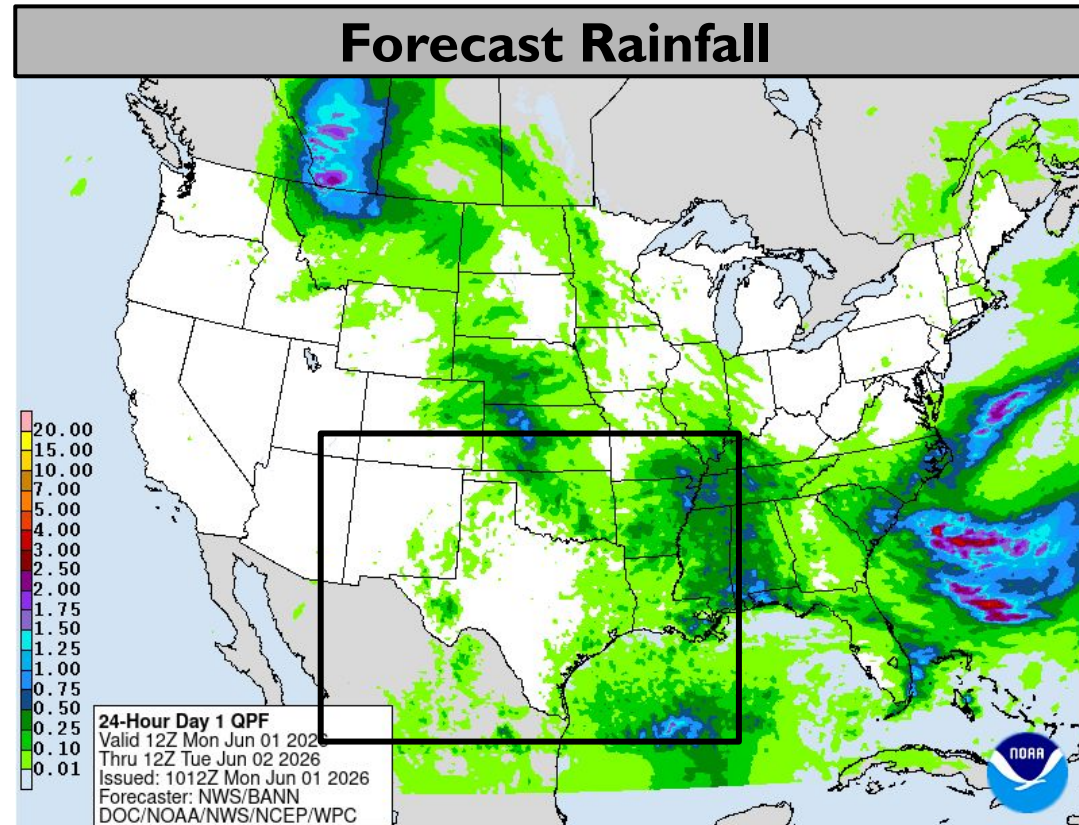 Forecast Rainfall
20.00
15.00
10.00
7.00
5.00
4.00
3.00
2.50
2.00
1.75
1.50
1.25
1.00
0.75
0.50
0.25
0.10
0.01
24-Hour Day 1 QPF
Valid 12Z Mon Jun 01 2026
Thru 12Z Tue Jun 02 2026
Issued: 1012Z Mon Jun 01 2026
Forecaster: NWS/BANN
DOC/NOAA/NWS/NCEP/WPC
NOAA